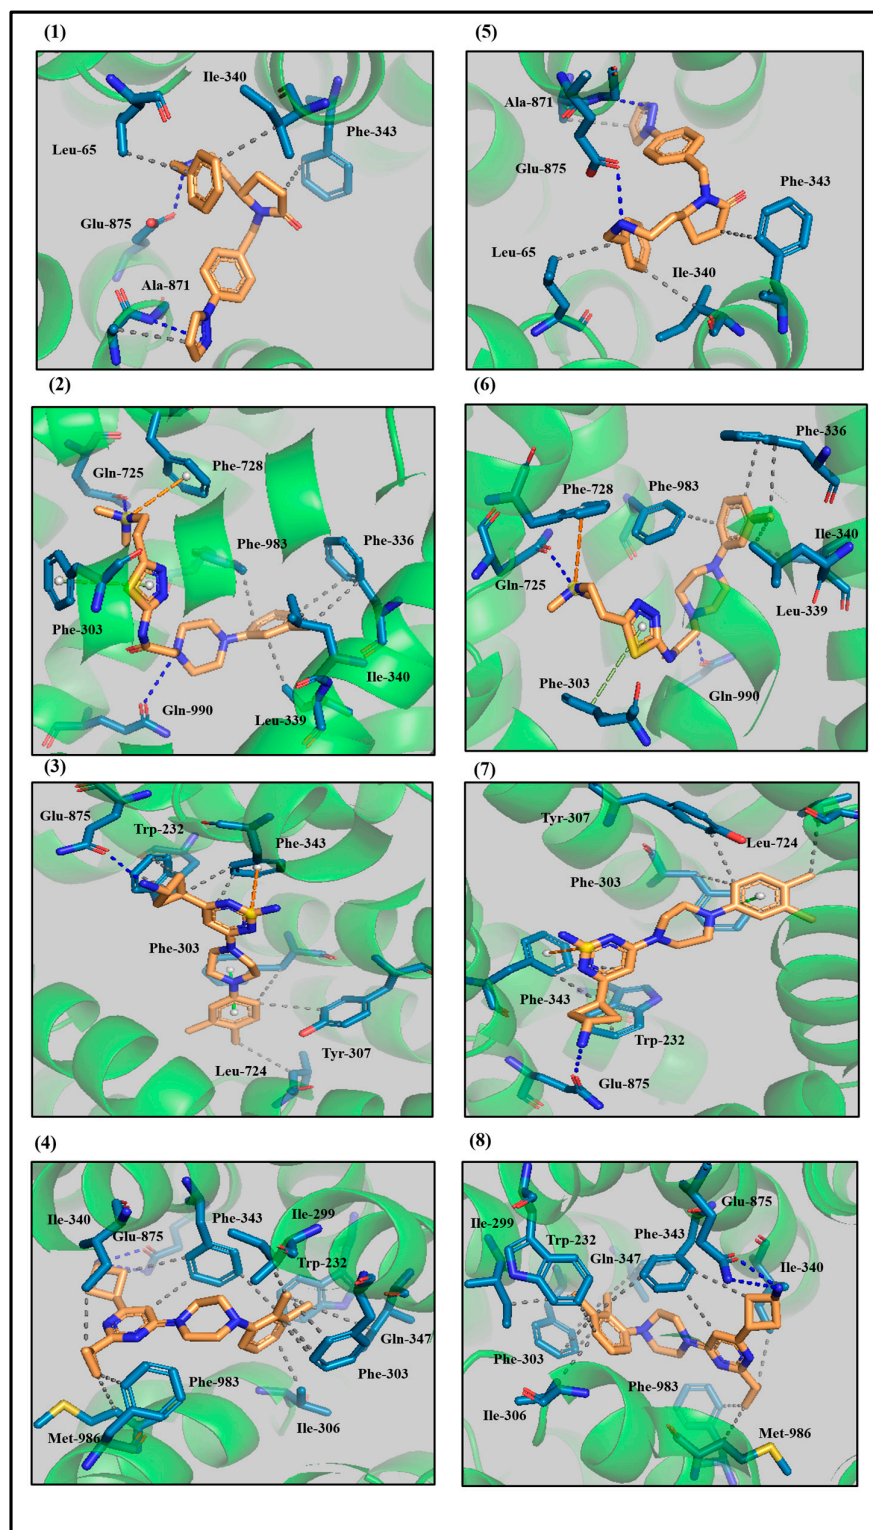 (1)
Ile-340
Phe-343
Leu-65
Glu-875
Ala-871
(5)
Ala-871
Glu-875
Phe-343
Leu-65
Ile-340
(2)
Gln-725
Phe-728
Phe-983
Phe-336
Phe-303
Ile-340
Gln-990
Leu-339
(6)
Phe-336
Phe-728
Phe-983
Ile-340
Gln-725
Leu-339
Phe-303
Gln-990
(3)
Glu-875
Trp-232
Phe-343
Phe-303
Tyr-307
Leu-724
(7)
Tyr-307
Leu-724
Phe-303
Phe-343
Trp-232
Glu-875
(4)
Ile-340
Glu-875
Phe-343
Ile-299
Trp-232
Gln-347
Phe-303
Phe-983
Ile-306
Met-986
(8)
Glu-875
Ile-299
Trp-232
Phe-343
Gln-347
Ile-340
Phe-303
Phe-983
Ile-306
Met-986